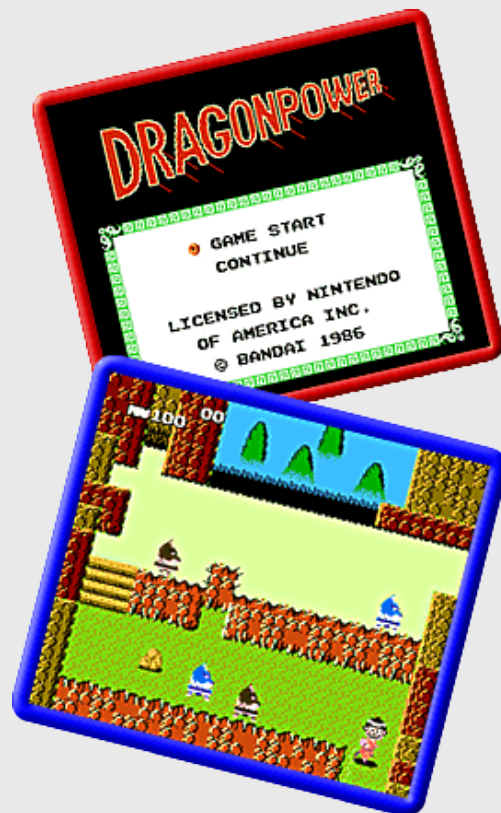 DRAGONPOWER
GAME START
CONTINUE
LICENSED BY NINTENDO
OF AMERICA INC.
© BANDAI 1986
100 00